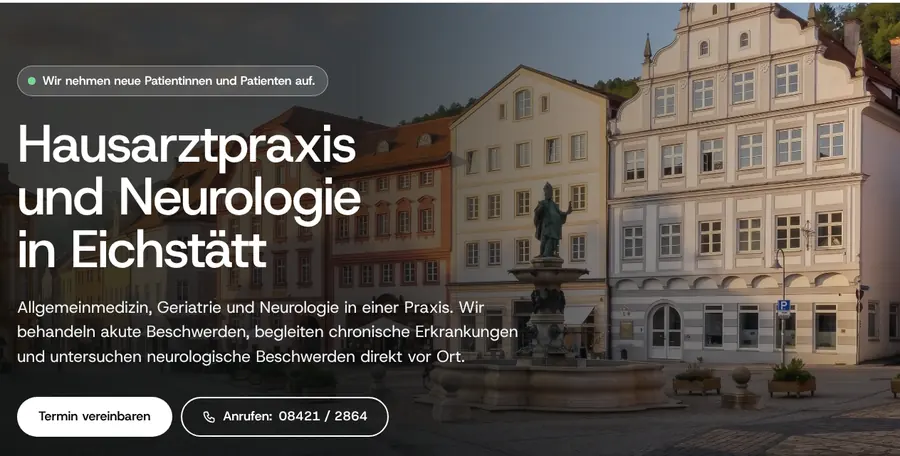 Wir nehmen neue Patientinnen und Patienten auf.
Hausarztpraxis
und Neurologie
in Eichstätt
Allgemeinmedizin, Geriatrie und Neurologie in einer Praxis. Wir
behandeln akute Beschwerden, begleiten chronische Erkrankungen
und untersuchen neurologische Beschwerden direkt vor Ort.
Termin vereinbaren
Anrufen: 08421 / 2864
P